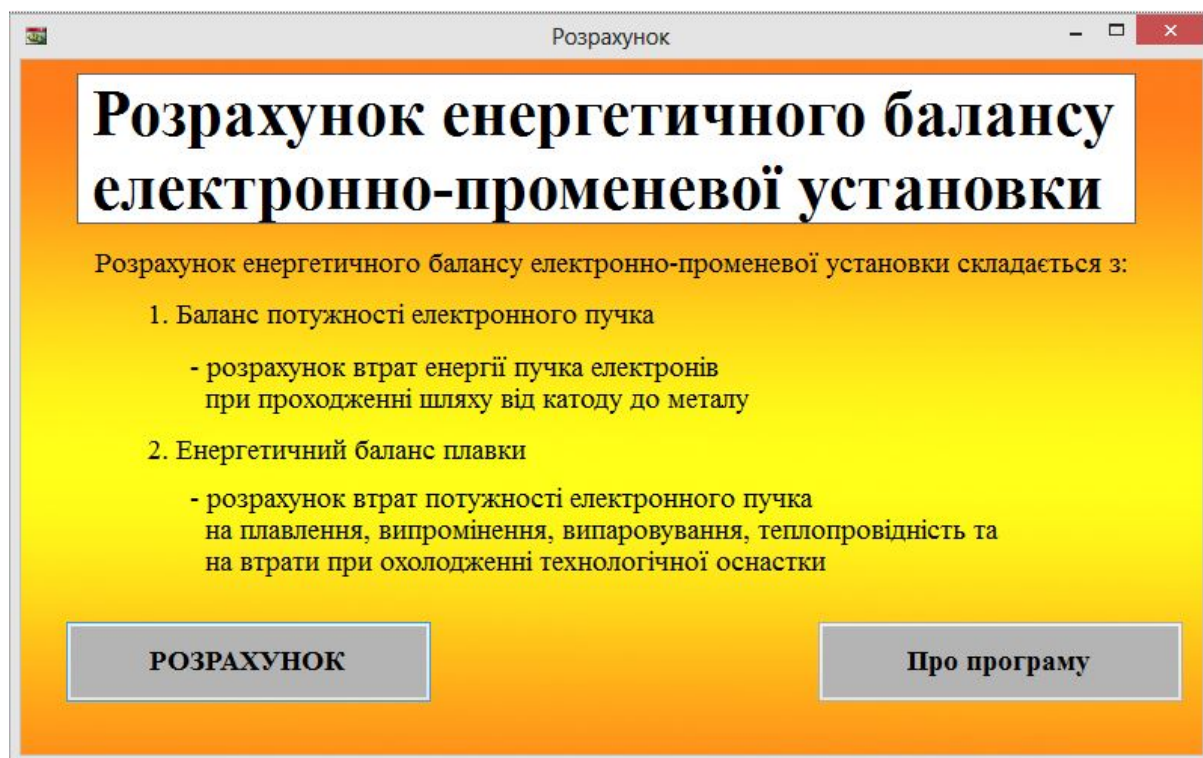 Розрахунок
Розрахунок енергетичного балансу
електронно-променевої установки
Розрахунок енергетичного балансу електронно-променевої установки складається з:
1. Баланс потужності електронного пучка
- розрахунок втрат енергії пучка електронів
при проходженні шляху від катоду до металу
2. Енергетичний баланс плавки
- розрахунок втрат потужності електронного пучка
на плавлення, випромінення, випаровування, теплопровідність та
на втрати при охолодженні технологічної оснастки
РОЗРАХУНОК
Про програму